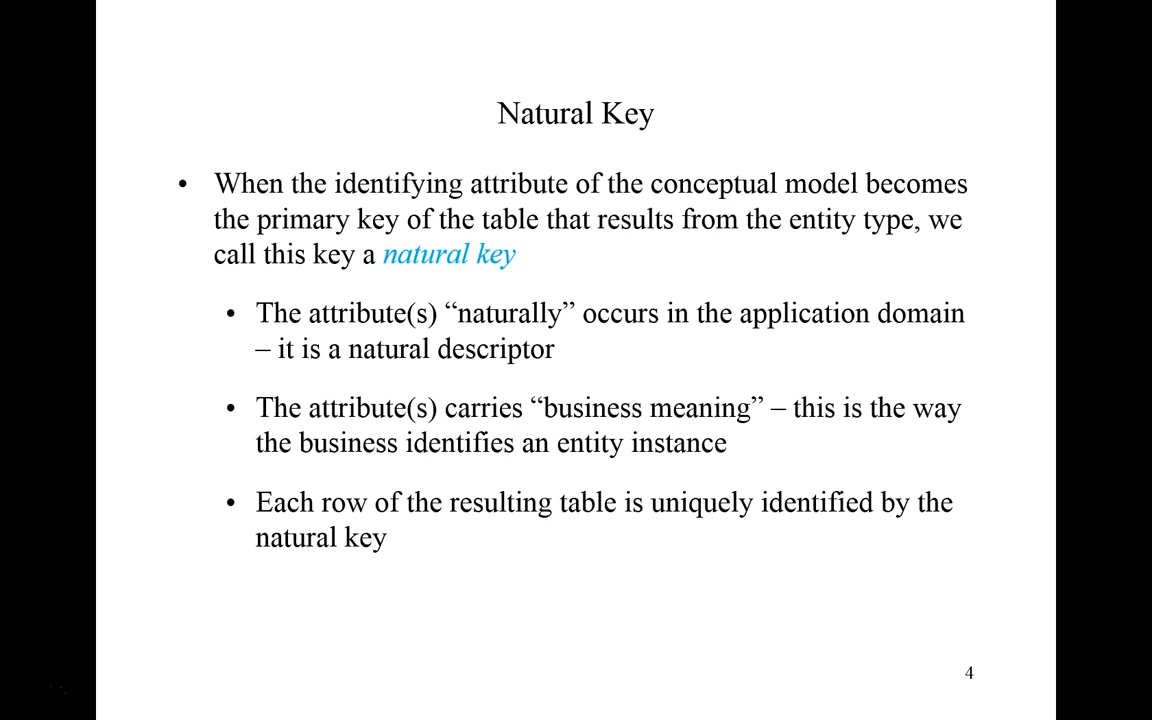 Natural Key
• When the identifying attribute of the conceptual model becomes
the primary key of the table that results from the entity type, we
call this key a natural key
• The attribute(s) “naturally” occurs in the application domain
– it is a natural descriptor
• The attribute(s) carries “business meaning” – this is the way
the business identifies an entity instance
• Each row of the resulting table is uniquely identified by the
natural key
4